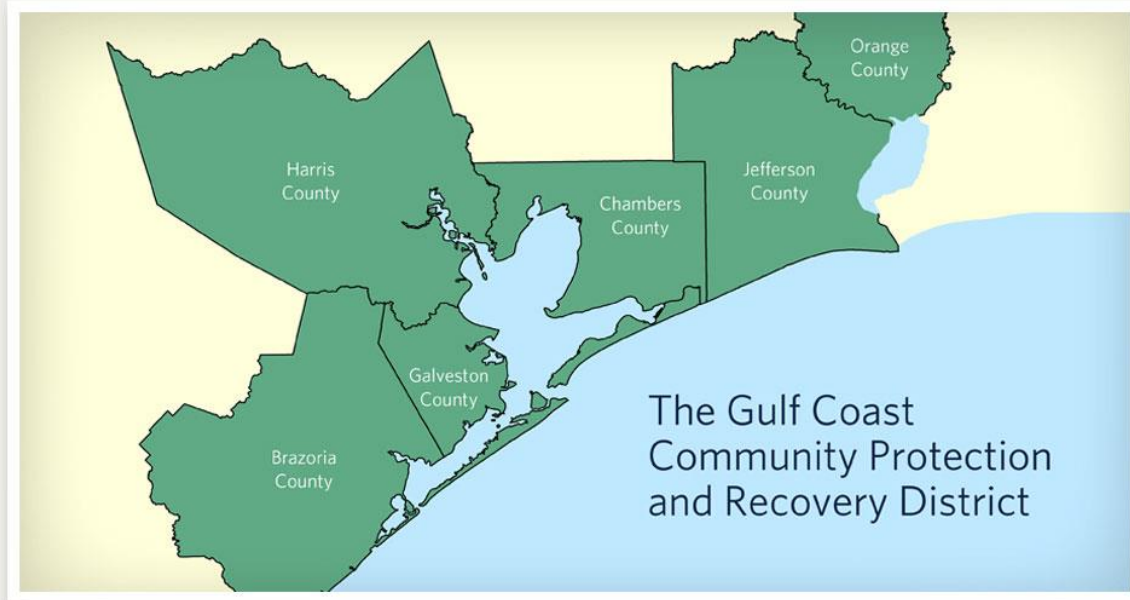 Orange
County
Harris
County
Jefferson
County
Chambers
County
Galveston
County
Brazoria
County
The Gulf Coast
Community Protection
and Recovery District